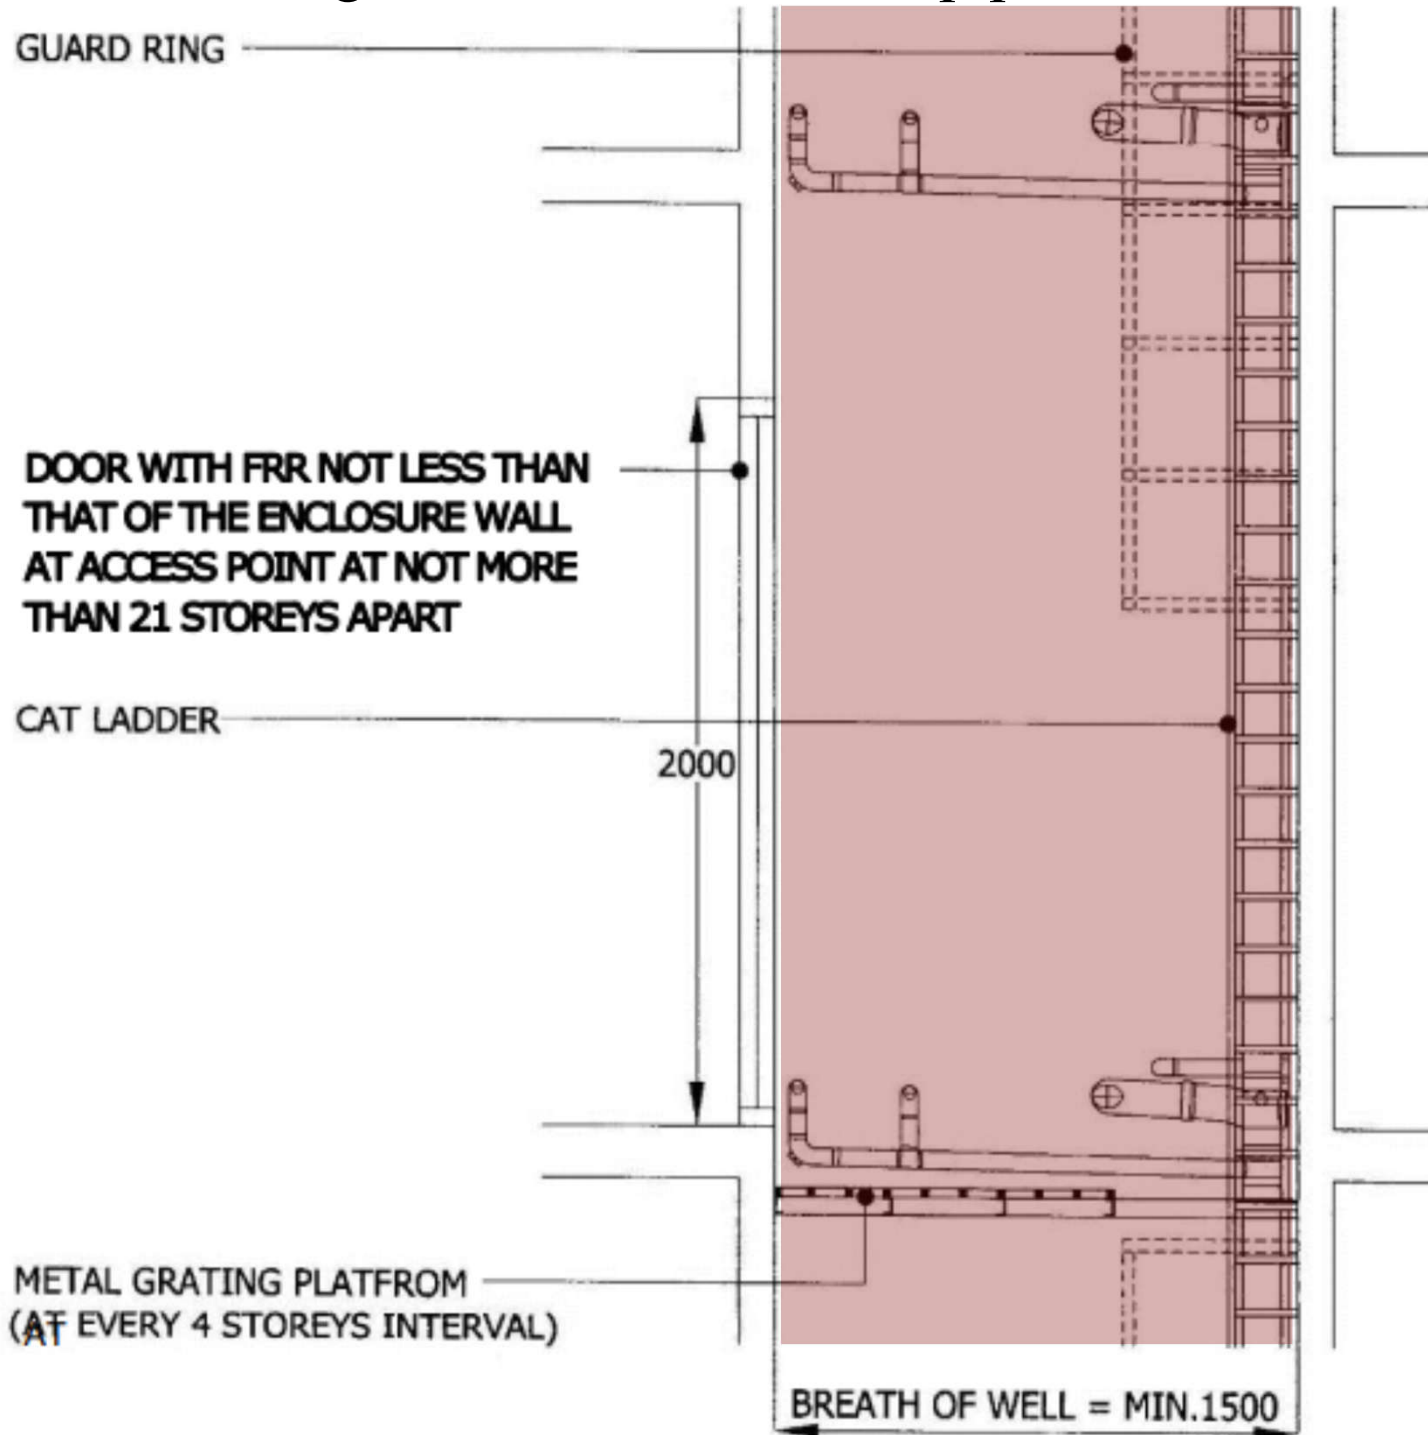 GUARD RING
DOOR WITH FRR NOT LESS THAN
THAT OF THE ENCLOSURE WALL
AT ACCESS POINT AT NOT MORE
THAN 21 STOREYS APART
CAT LADDER
2000
METAL GRATING PLATFROM
(AT EVERY 4 STOREYS INTERVAL)
BREATH OF WELL = MIN.1500